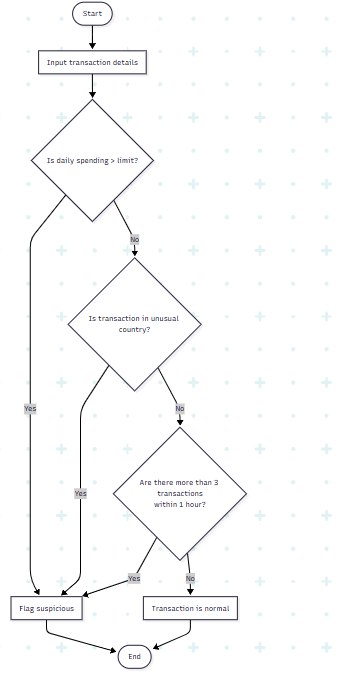 Start
Input transaction details
Is daily spending > limit?
No
Is transaction in unusual
country?
Yes
No
Are there more than 3
transactions
within 1 hour?
Yes
Yes
No
Flag suspicious
Transaction is normal
End